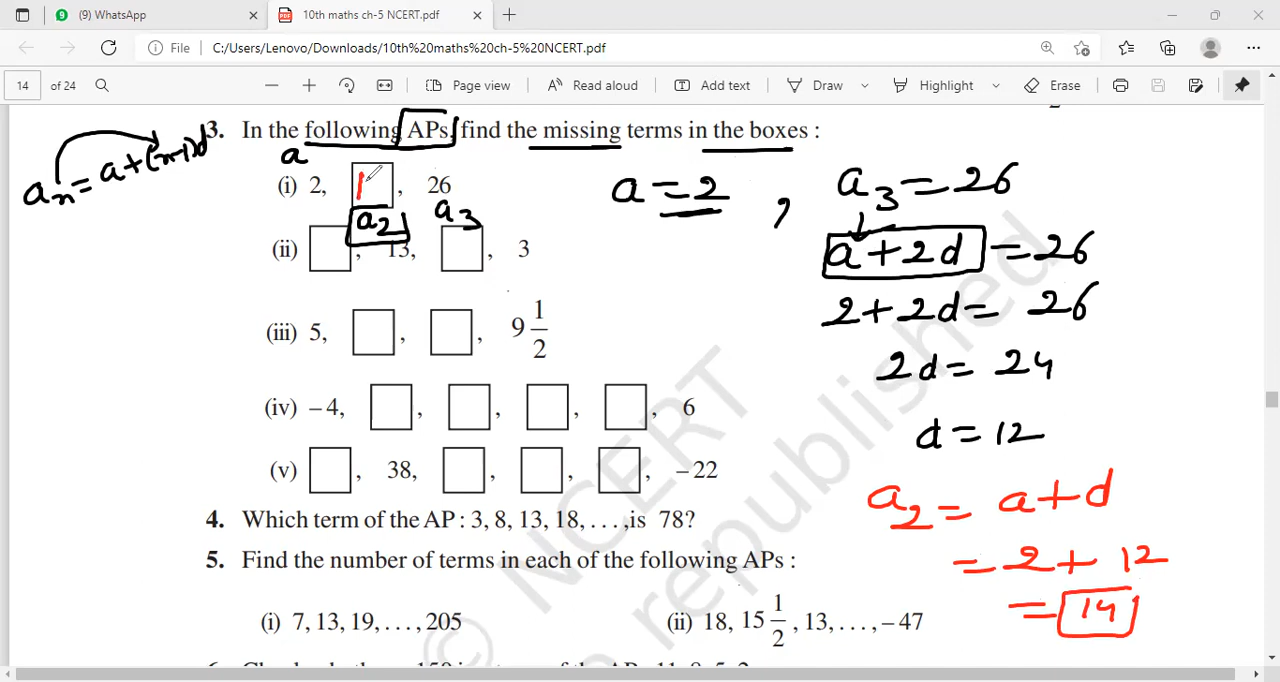 (9) WhatsApp
10th maths ch-5 NCERT.pdf
File
C:/Users/Lenovo/Downloads/10th%20maths%20ch-5%20NCERT.pdf
14 of 24
Page view
Read aloud
Add text
Draw
Highlight
Erase
3. In the following APs, find the missing terms in the boxes :
aₙ = a+(n-1)d
a
(i) 2, , 26
a₂ a₃
(ii) , 13, , 3
(iii) 5, , , 9 1/2
(iv) – 4, , , , , 6
(v) , 38, , , , – 22
4. Which term of the AP : 3, 8, 13, 18, . . . ,is 78?
5. Find the number of terms in each of the following APs :
(i) 7, 13, 19, . . . , 205
(ii) 18, 15 1/2, 13, . . . , – 47
a = 2 , a₃ = 26
a + 2d = 26
2 + 2d = 26
2d = 24
d = 12
a₂ = a + d
= 2 + 12
= 14
© NCERT
republished